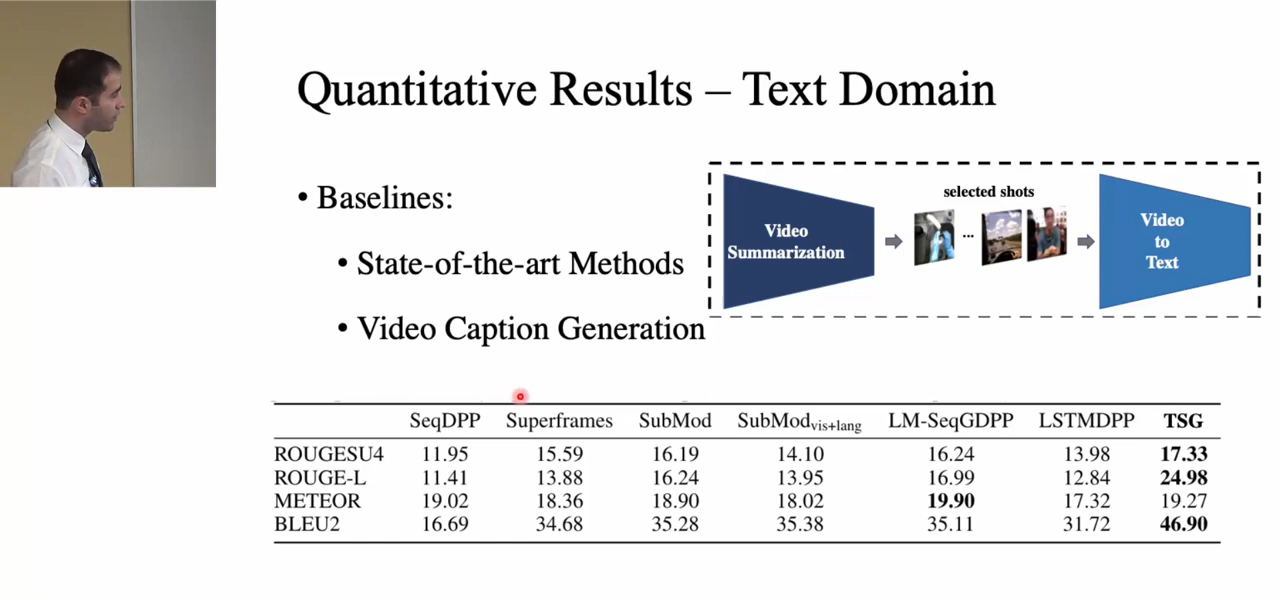 Quantitative Results – Text Domain
• Baselines:
• State-of-the-art Methods
• Video Caption Generation
Video
Summarization
selected shots
...
Video
to
Text
SeqDPP Superframes SubMod SubModvis+lang LM-SeqGDPP LSTMDPP TSG
ROUGESU4 11.95 15.59 16.19 14.10 16.24 13.98 17.33
ROUGE-L 11.41 13.88 16.24 13.95 16.99 12.84 24.98
METEOR 19.02 18.36 18.90 18.02 19.90 17.32 19.27
BLEU2 16.69 34.68 35.28 35.38 35.11 31.72 46.90